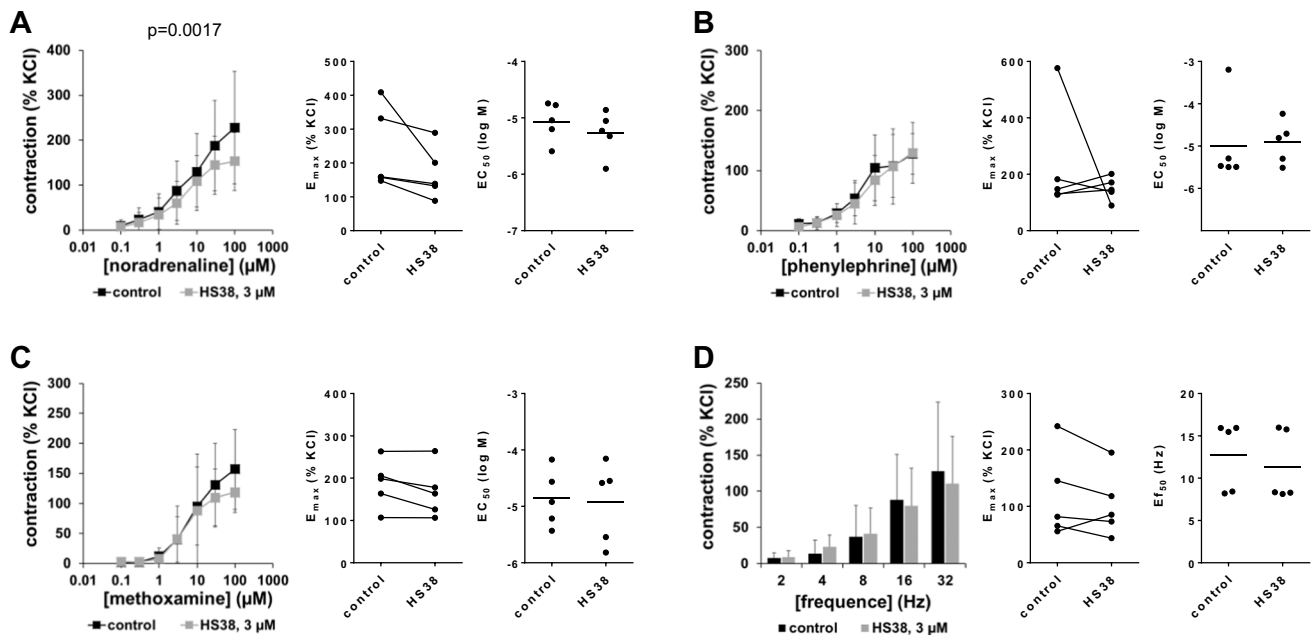 A
p=0.0017
contraction (% KCl)
400
300
200
100
0
0.01 0.1 1 10 100 1000
[noradrenaline] (µM)
control HS38, 3 µM
Emax (% KCl)
500
400
300
200
100
0
control HS38
EC50 (log M)
-4
-5
-6
-7
control HS38
B
contraction (% KCl)
300
200
100
0
0.01 0.1 1 10 100 1000
[phenylephrine] (µM)
control HS38, 3 µM
Emax (% KCl)
600
400
200
0
control HS38
EC50 (log M)
-3
-4
-5
-6
control HS38
C
contraction (% KCl)
300
250
200
150
100
50
0
0.01 0.1 1 10 100 1000
[methoxamine] (µM)
control HS38, 3 µM
Emax (% KCl)
400
300
200
100
0
control HS38
EC50 (log M)
-3
-4
-5
-6
control HS38
D
contraction (% KCl)
250
200
150
100
50
0
2 4 8 16 32
[frequence] (Hz)
control HS38, 3 µM
Emax (% KCl)
300
200
100
0
control HS38
Ef50 (Hz)
20
15
10
5
0
control HS38